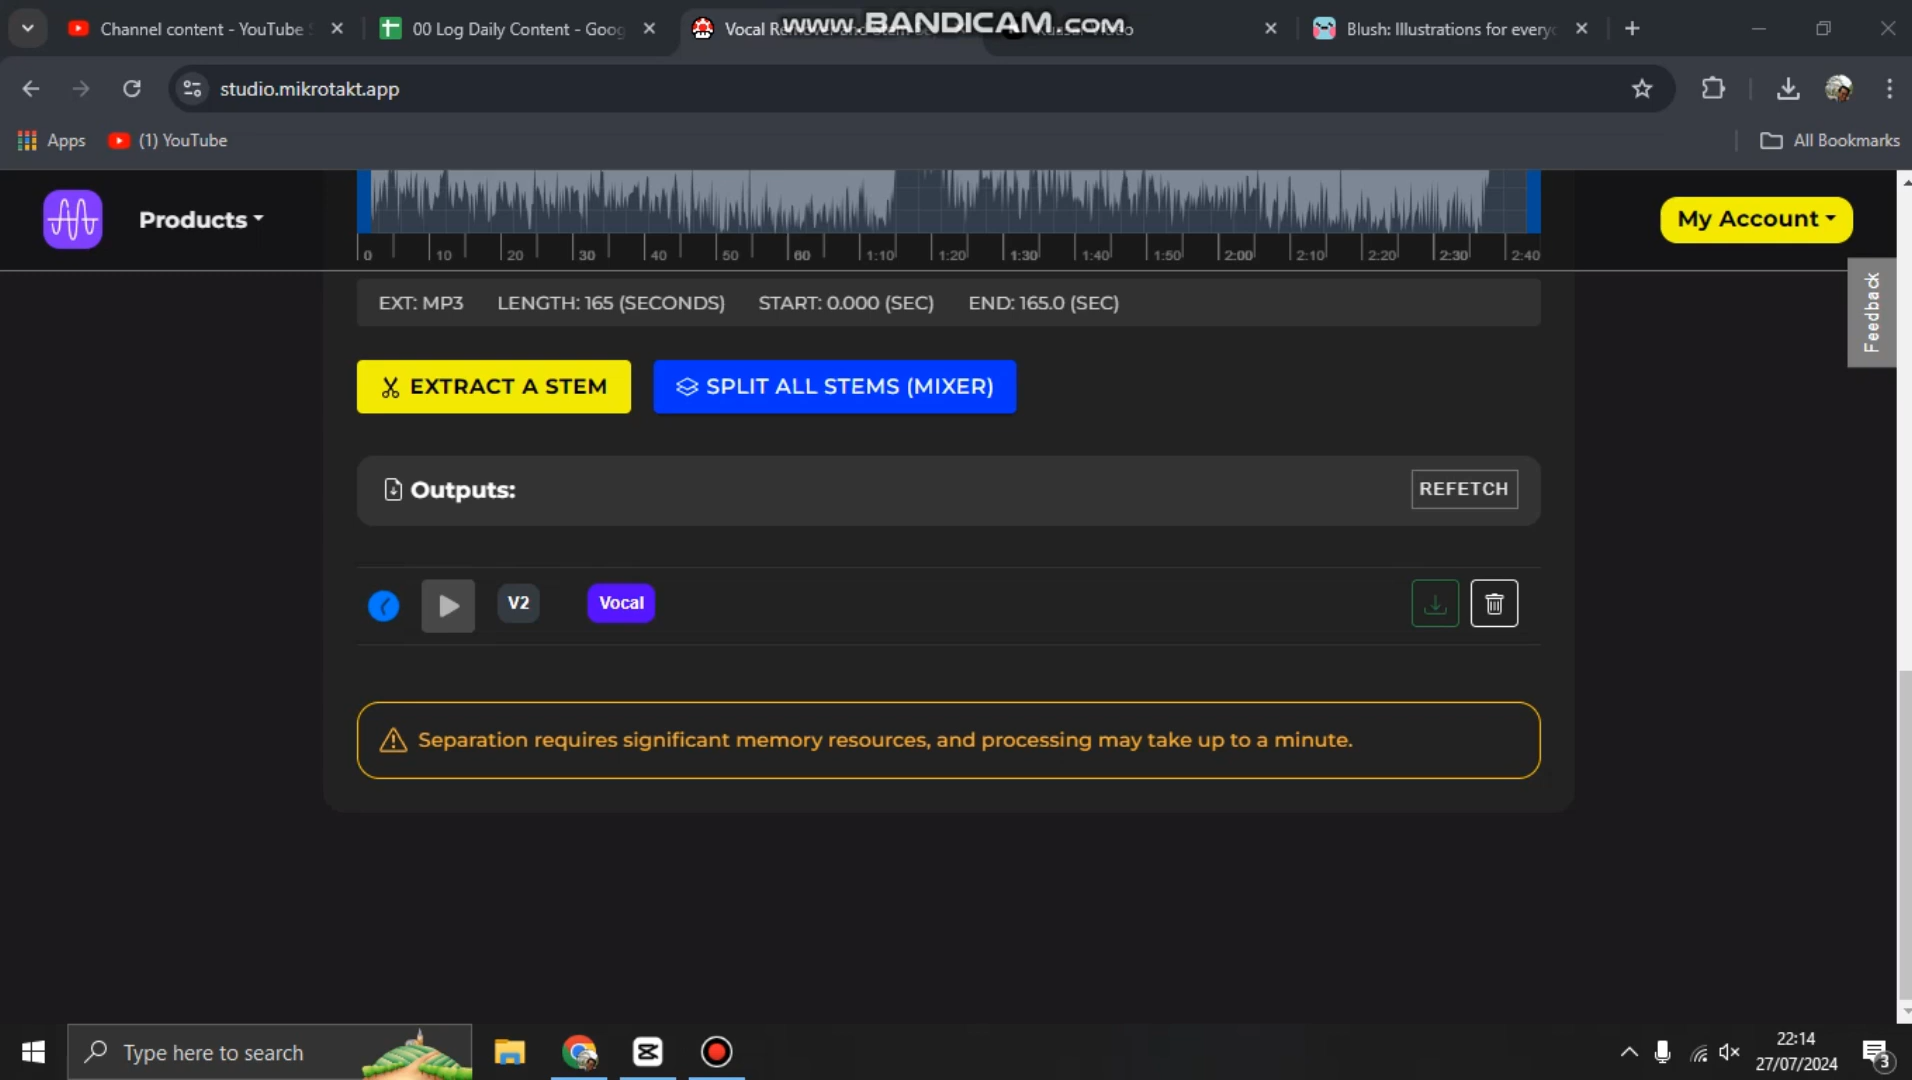 www.BANDICAM.com
Channel content - YouTube
00 Log Daily Content - Goog
Blush: Illustrations for everyo
studio.mikrotakt.app
Apps
(1) YouTube
All Bookmarks
Products
My Account
0 10 20 30 40 50 60 1:10 1:20 1:30 1:40 1:50 2:00 2:10 2:20 2:30 2:40
Feedback
EXT: MP3 LENGTH: 165 (SECONDS) START: 0.000 (SEC) END: 165.0 (SEC)
EXTRACT A STEM
SPLIT ALL STEMS (MIXER)
Outputs:
REFETCH
V2
Vocal
Separation requires significant memory resources, and processing may take up to a minute.
Type here to search
22:14
27/07/2024
3